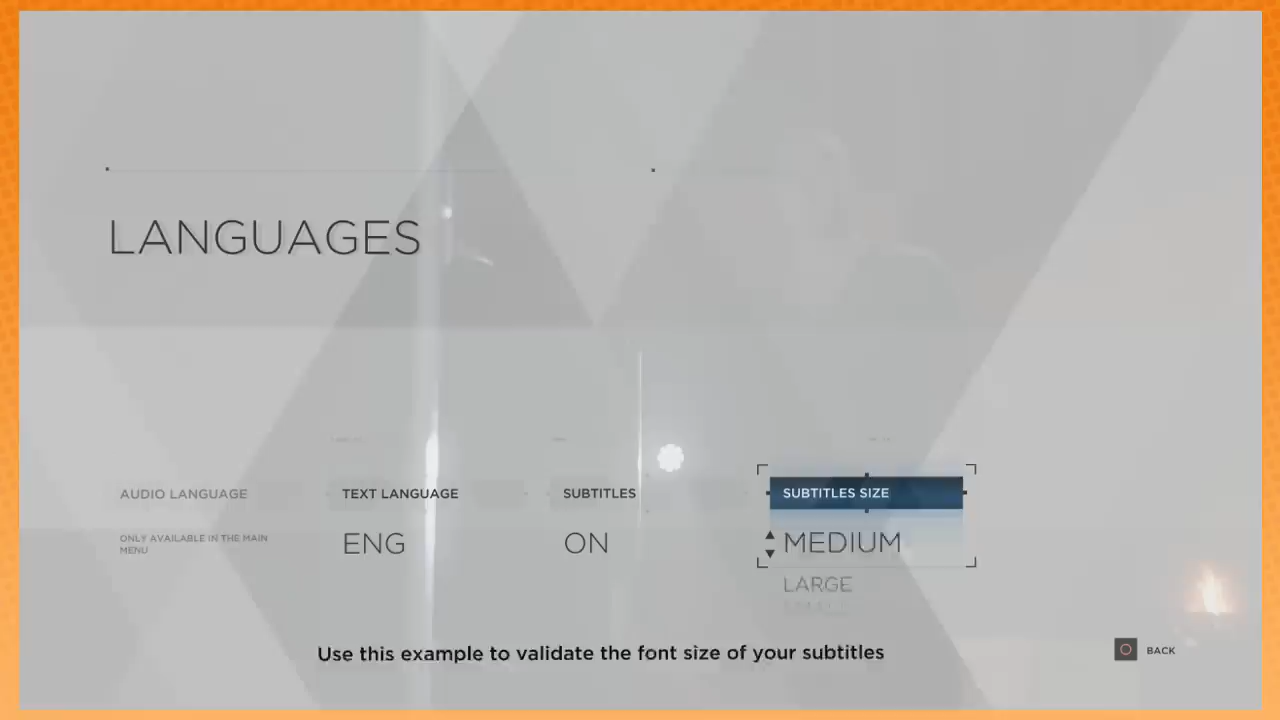 LANGUAGES
AUDIO LANGUAGE
ONLY AVAILABLE IN THE MAIN
MENU
TEXT LANGUAGE
ENG
SUBTITLES
ON
SUBTITLES SIZE
MEDIUM
LARGE
Use this example to validate the font size of your subtitles
BACK